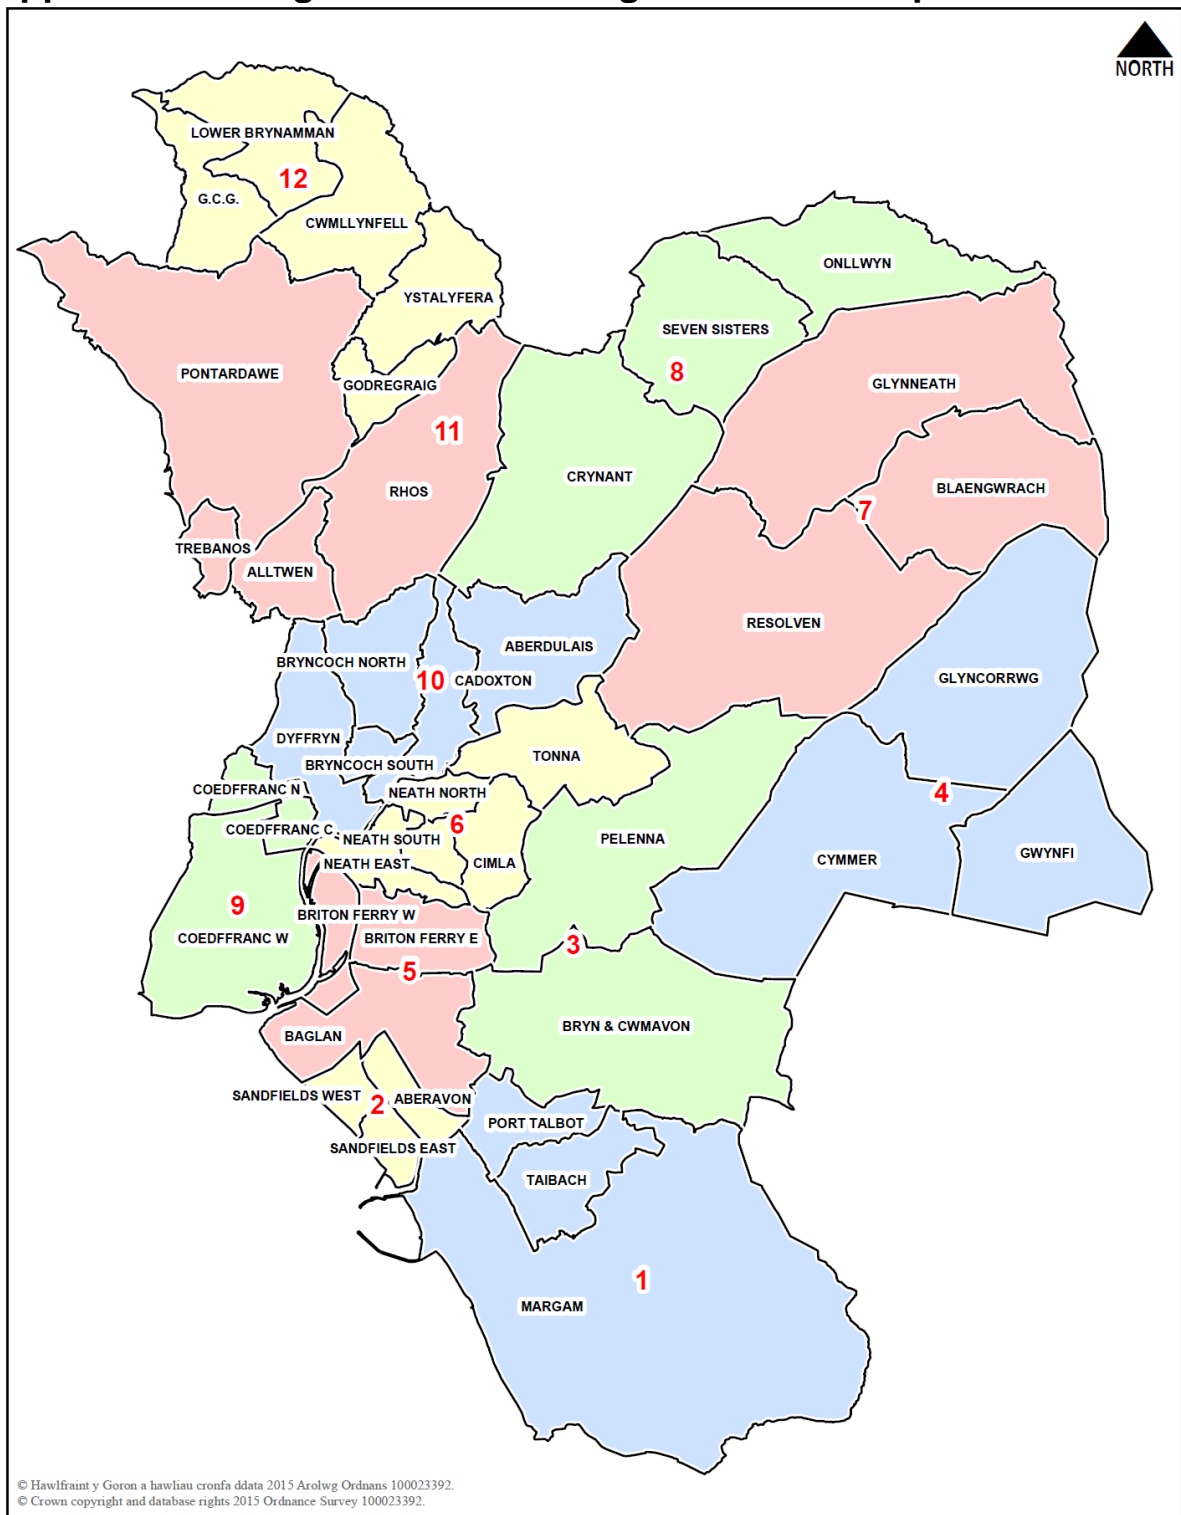 NORTH
LOWER BRYNAMMAN
12
G.C.G.
CWMLLYNFELL
ONLLWYN
YSTALYFERA
SEVEN SISTERS
8
PONTARDAWE
GODREGRAIG
GLYNNEATH
11
CRYNANT
RHOS
BLAENGWRACH
7
TREBANOS
ALLTWEN
RESOLVEN
ABERDULAIS
BRYNCOCH NORTH
10
CADOXTON
GLYNCORRWG
DYFFRYN
TONNA
BRYNCOCH SOUTH
COEDFFRANC N
NEATH NORTH
4
COEDFFRANC C
NEATH SOUTH
6
PELENNA
NEATH EAST
CIMLA
CYMMER
GWYNFI
9
BRITON FERRY W
COEDFFRANC W
BRITON FERRY E
3
5
BAGLAN
BRYN & CWMAVON
SANDFIELDS WEST
2
ABERAVON
PORT TALBOT
SANDFIELDS EAST
TAIBACH
1
MARGAM
© Hawlfraint y Goron a hawliau cronfa ddata 2015 Arolwg Ordnans 100023392.
© Crown copyright and database rights 2015 Ordnance Survey 100023392.